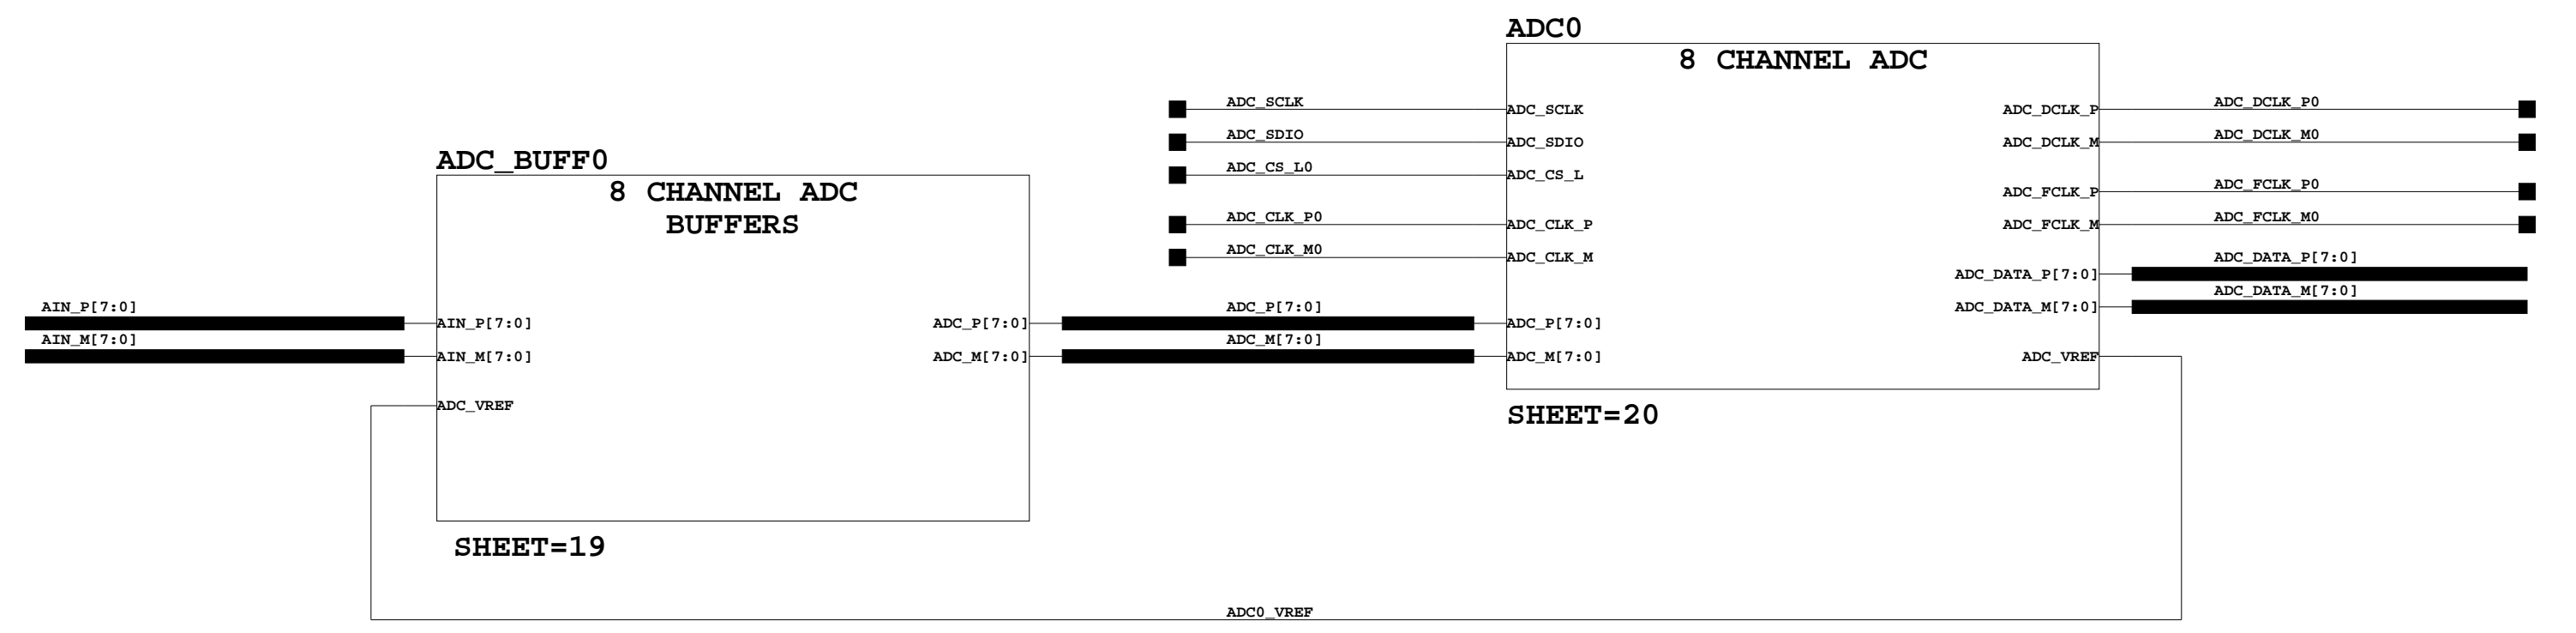 ADC0
8 CHANNEL ADC
ADC_SCLK
ADC_SCLK
ADC_DCLK_P
ADC_DCLK_P0
ADC_SDIO
ADC_SDIO
ADC_DCLK_M
ADC_DCLK_M0
ADC_CS_L0
ADC_CS_L
ADC_FCLK_P
ADC_FCLK_P0
ADC_CLK_P0
ADC_CLK_P
ADC_FCLK_M
ADC_FCLK_M0
ADC_CLK_M0
ADC_CLK_M
ADC_DATA_P[7:0]
ADC_DATA_P[7:0]
ADC_DATA_M[7:0]
ADC_DATA_M[7:0]
ADC_BUFF0
8 CHANNEL ADC
BUFFERS
AIN_P[7:0]
AIN_P[7:0]
ADC_P[7:0]
ADC_P[7:0]
ADC_P[7:0]
AIN_M[7:0]
AIN_M[7:0]
ADC_M[7:0]
ADC_M[7:0]
ADC_M[7:0]
ADC_VREF
ADC_VREF
SHEET=20
SHEET=19
ADC0_VREF